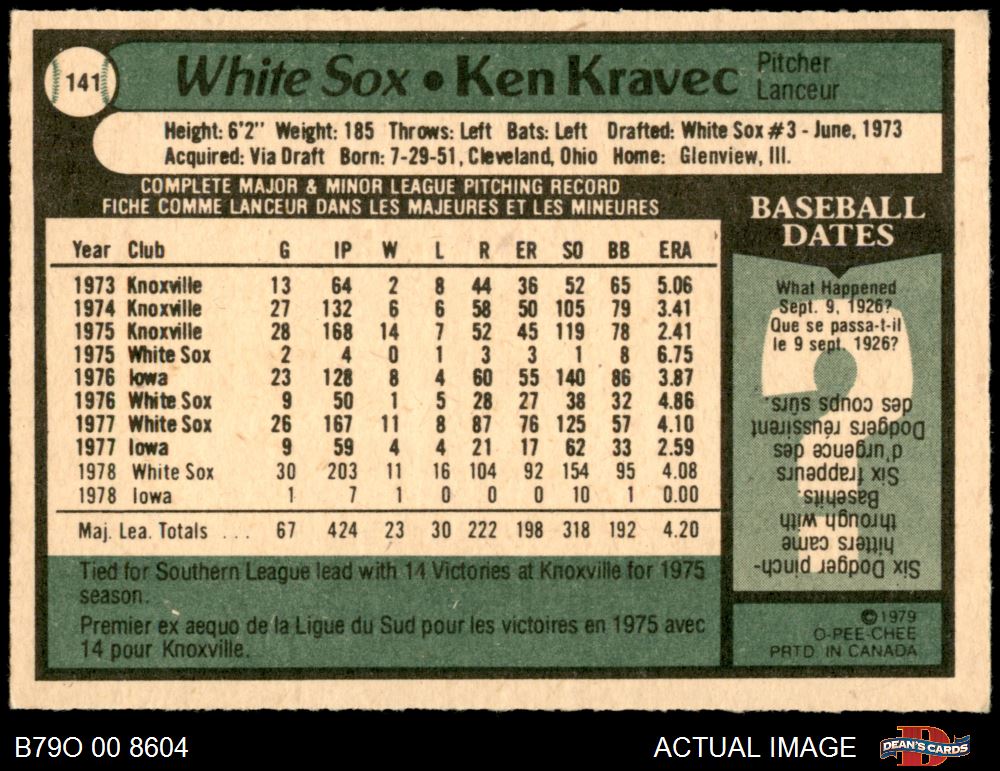 141
White Sox • Ken Kravec
Pitcher
Lanceur
Height: 6'2" Weight: 185 Throws: Left Bats: Left Drafted: White Sox #3 - June, 1973
Acquired: Via Draft Born: 7-29-51, Cleveland, Ohio Home: Glenview, Ill.
COMPLETE MAJOR & MINOR LEAGUE PITCHING RECORD
FICHE COMME LANCEUR DANS LES MAJEURES ET LES MINEURES
Year Club G IP W L R ER SO BB ERA
1973 Knoxville 13 64 2 8 44 36 52 65 5.06
1974 Knoxville 27 132 6 6 58 50 105 79 3.41
1975 Knoxville 28 168 14 7 52 45 119 78 2.41
1975 White Sox 2 4 0 1 3 3 1 8 6.75
1976 Iowa 23 128 8 4 60 55 140 86 3.87
1976 White Sox 9 50 1 5 28 27 38 32 4.86
1977 White Sox 26 167 11 8 87 76 125 57 4.10
1977 Iowa 9 59 4 4 21 17 62 33 2.59
1978 White Sox 30 203 11 16 104 92 154 95 4.08
1978 Iowa 1 7 1 0 0 0 10 1 0.00
Maj. Lea. Totals ... 67 424 23 30 222 198 318 192 4.20
Tied for Southern League lead with 14 Victories at Knoxville for 1975
season.
Premier ex aequo de la Ligue du Sud pour les victoires en 1975 avec
14 pour Knoxville.
BASEBALL
DATES
What Happened
Sept. 9, 1926?
Que se passa-t-il
le 9 sept. 1926?
Six Dodger pinch-
hitters came
through with
Basehits.
Six frappeurs
d'urgence des
Dodgers réussirent
des coups sûrs.
©1979
O-PEE-CHEE
PRTD IN CANADA
B79O 00 8604
ACTUAL IMAGE
DEAN'S CARDS